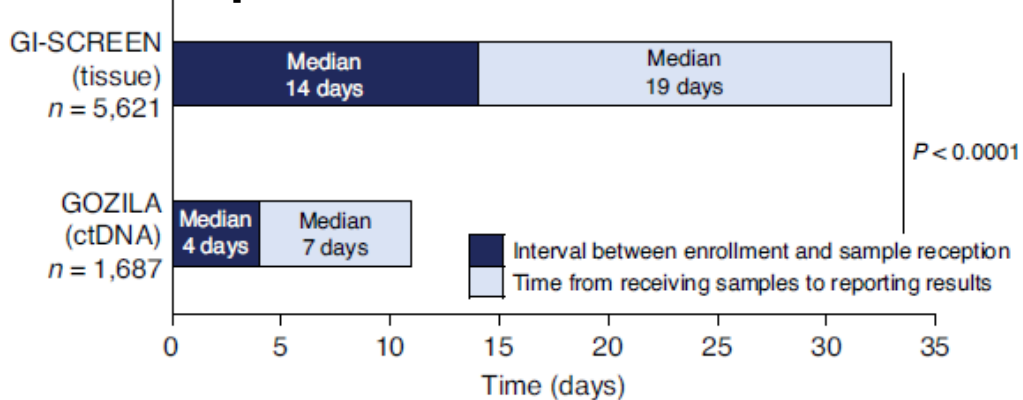 GI-SCREEN
(tissue)
n = 5,621
Median
14 days
Median
19 days
P < 0.0001
GOZILA
(ctDNA)
n = 1,687
Median
4 days
Median
7 days
Interval between enrollment and sample reception
Time from receiving samples to reporting results
0 5 10 15 20 25 30 35
Time (days)